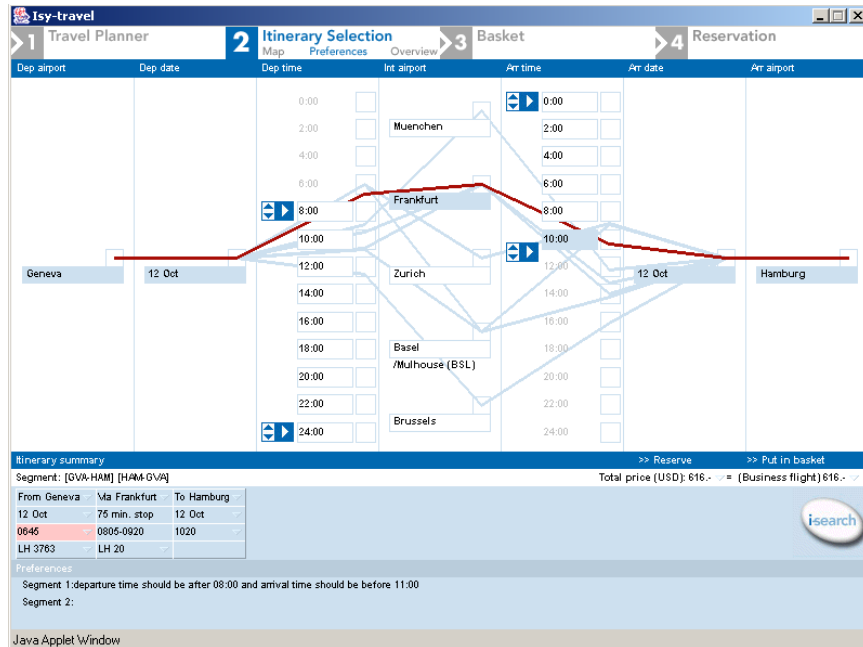 Isy-travel
1 Travel Planner 2 Itinerary Selection 3 Basket 4 Reservation
Map Preferences Overview
Dep airport Dep date Dep time Int airport Arr time Arr date Arr airport
0:00 0:00
2:00 Muenchen 2:00
4:00 4:00
6:00 6:00
Frankfurt
8:00 8:00
10:00 10:00
12:00 12:00
Geneva 12 Oct Zurich 12 Oct Hamburg
14:00 14:00
16:00 16:00
18:00 Basel 18:00
/Mulhouse (BSL)
20:00 20:00
22:00 22:00
Brussels
24:00 24:00
Itinerary summary >> Reserve >> Put in basket
Segment: [GVA-HAM] [HAM-GVA] Total price (USD): 616.- = (Business flight) 616.-
From Geneva Via Frankfurt To Hamburg
12 Oct 75 min. stop 12 Oct
0645 0805-0920 1020
LH 3763 LH 20
i-search
Preferences
Segment 1:departure time should be after 08:00 and arrival time should be before 11:00
Segment 2:
Java Applet Window